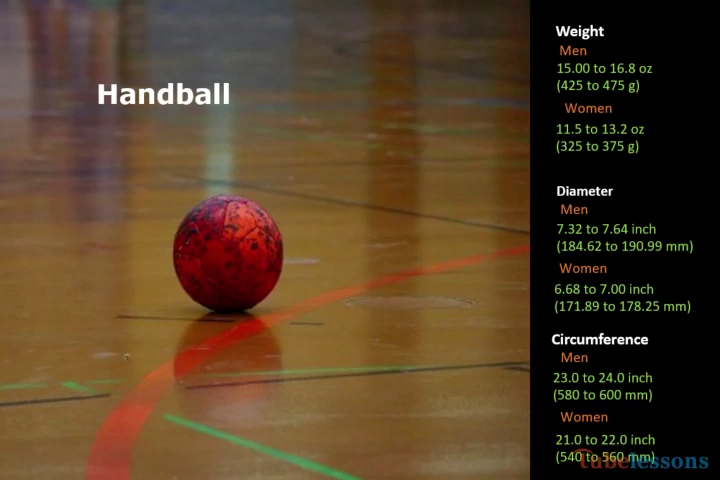 Handball
Weight
Men
15.00 to 16.8 oz
(425 to 475 g)
Women
11.5 to 13.2 oz
(325 to 375 g)
Diameter
Men
7.32 to 7.64 inch
(184.62 to 190.99 mm)
Women
6.68 to 7.00 inch
(171.89 to 178.25 mm)
Circumference
Men
23.0 to 24.0 inch
(580 to 600 mm)
Women
21.0 to 22.0 inch
(540 to 560 mm)
Tubelessons